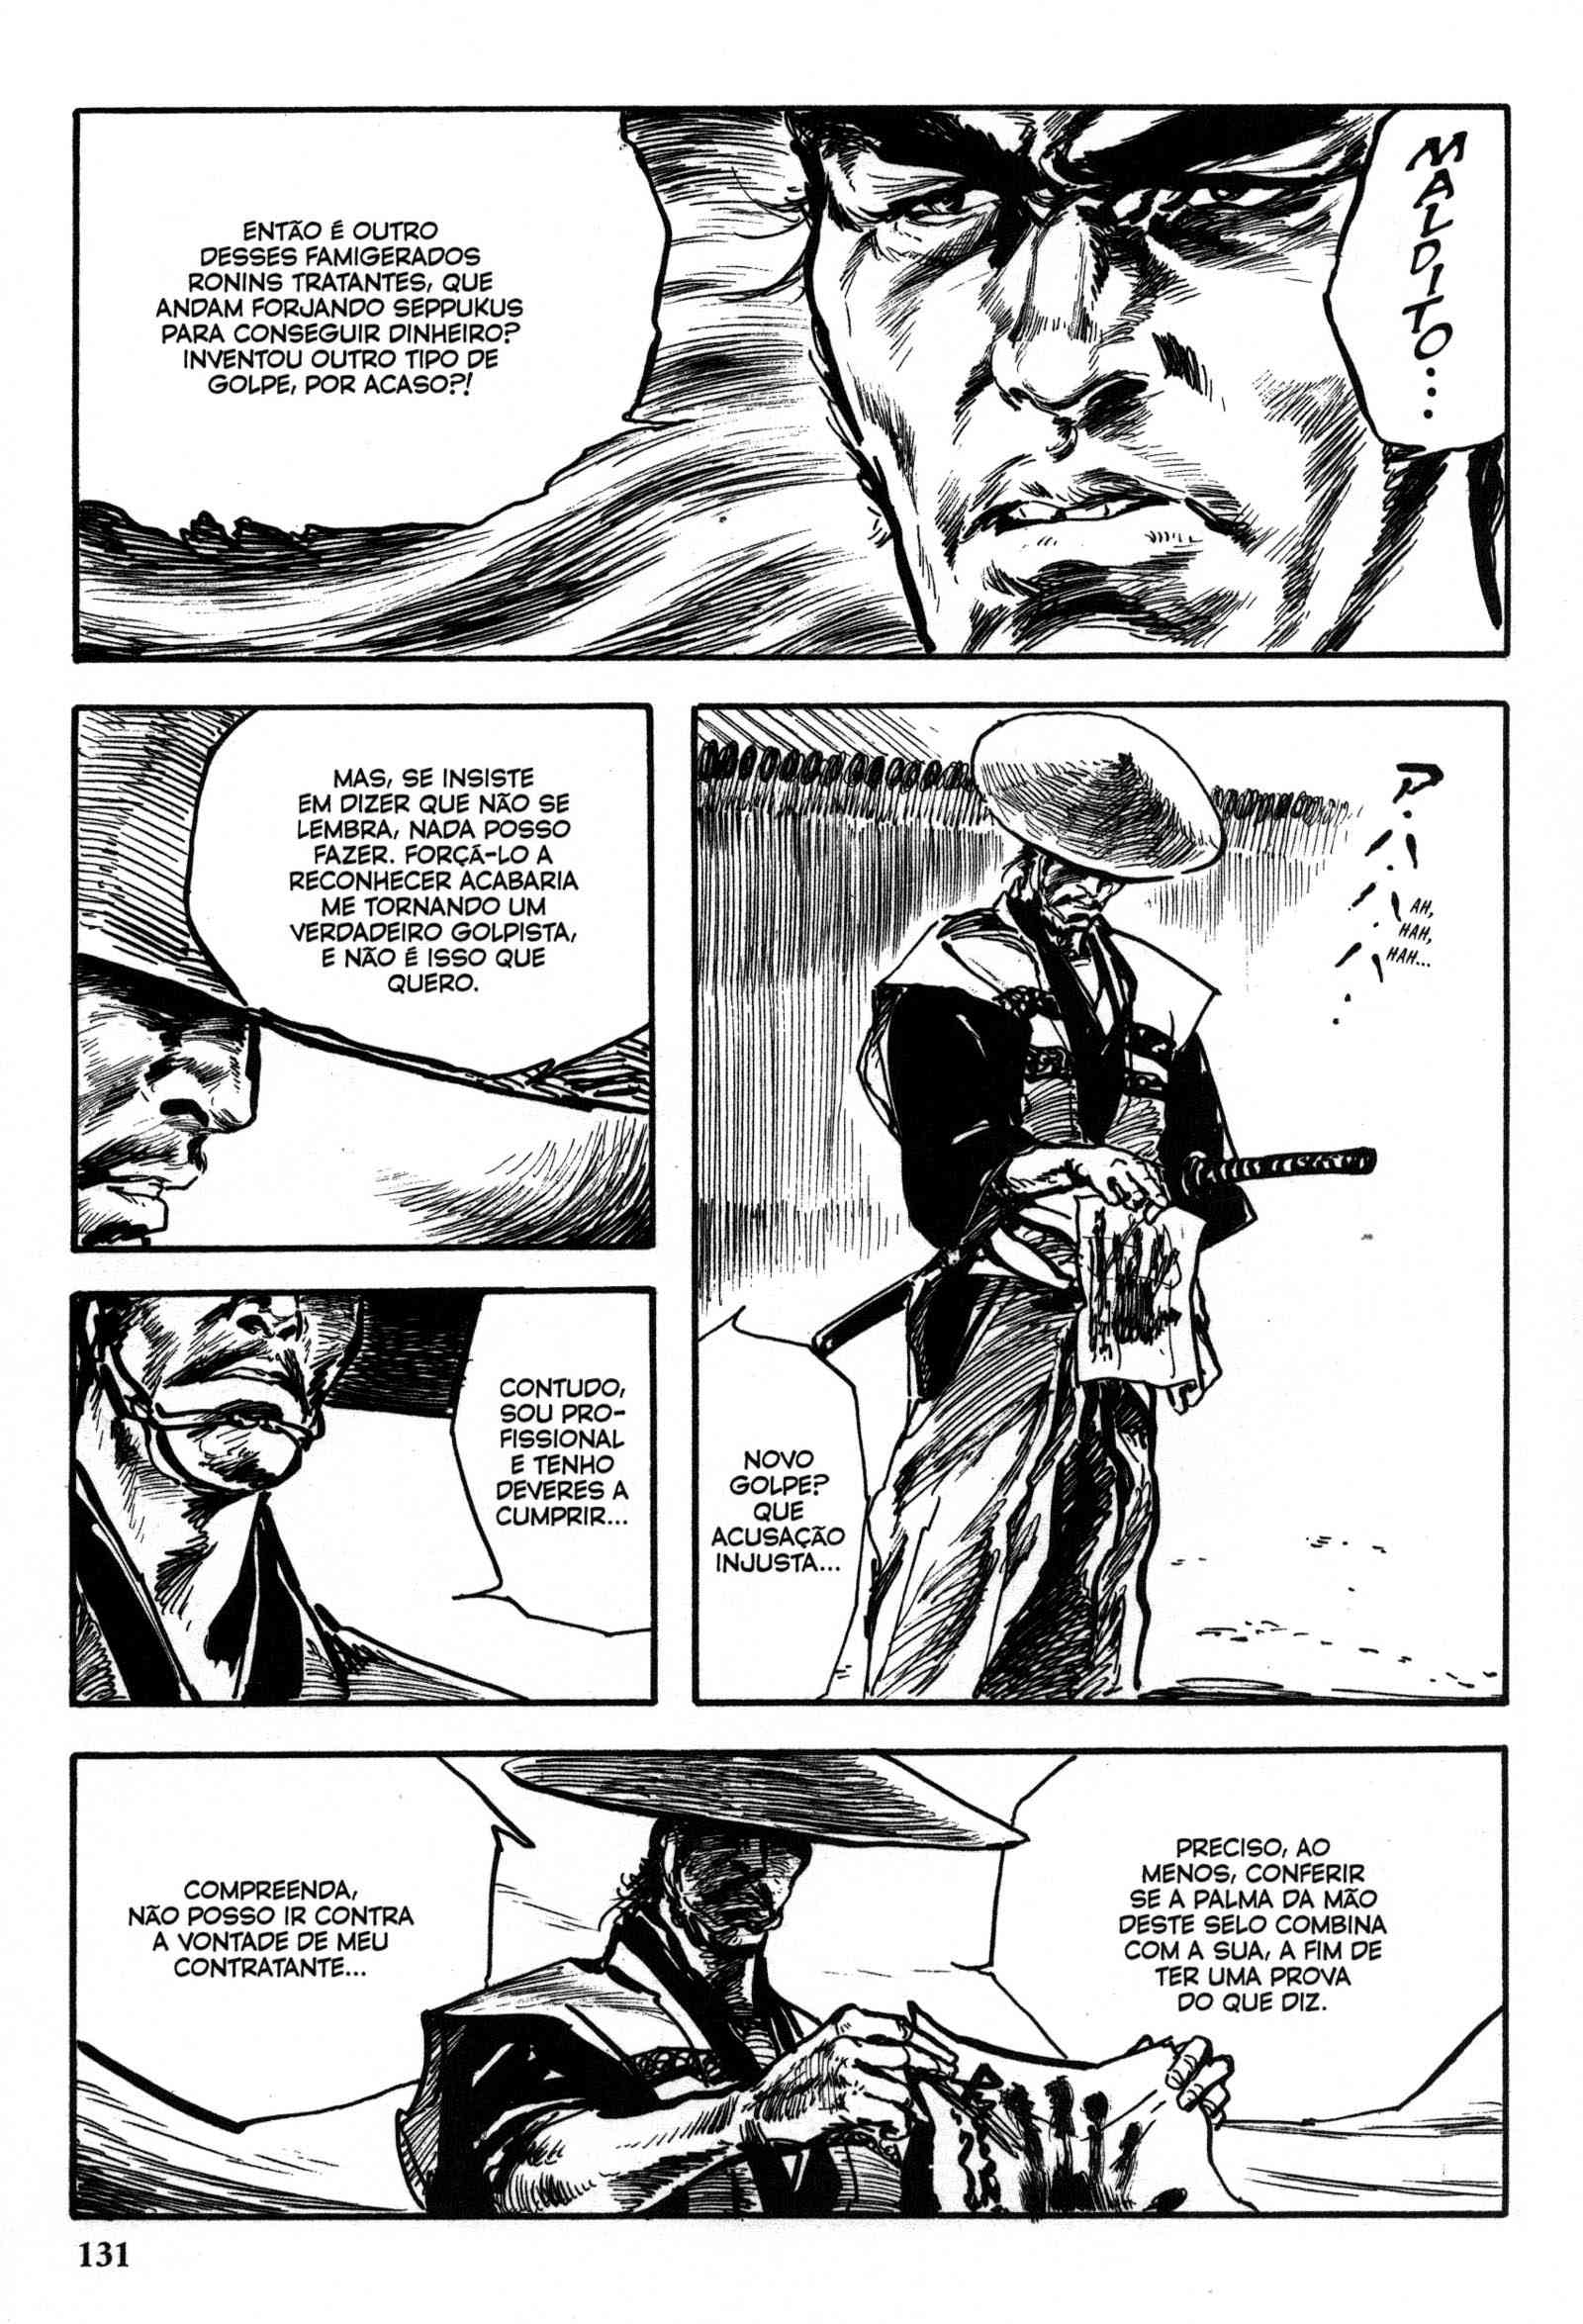 MALDITO...
ENTÃO É OUTRO
DESSES FAMIGERADOS
RONINS TRATANTES, QUE
ANDAM FORJANDO SEPPUKUS
PARA CONSEGUIR DINHEIRO?
INVENTOU OUTRO TIPO DE
GOLPE, POR ACASO?!
ア・ハハハ・
AH,
HAH,
HAH...
NOVO
GOLPE?
QUE
ACUSAÇÃO
INJUSTA...
MAS, SE INSISTE
EM DIZER QUE NÃO SE
LEMBRA, NADA POSSO
FAZER. FORÇÁ-LO A
RECONHECER ACABARIA
ME TORNANDO UM
VERDADEIRO GOLPISTA,
E NÃO É ISSO QUE
QUERO.
CONTUDO,
SOU PRO-
FISSIONAL
E TENHO
DEVERES A
CUMPRIR...
PRECISO, AO
MENOS, CONFERIR
SE A PALMA DA MÃO
DESTE SELO COMBINA
COM A SUA, A FIM DE
TER UMA PROVA
DO QUE DIZ.
COMPREENDA,
NÃO POSSO IR CONTRA
A VONTADE DE MEU
CONTRATANTE...
131